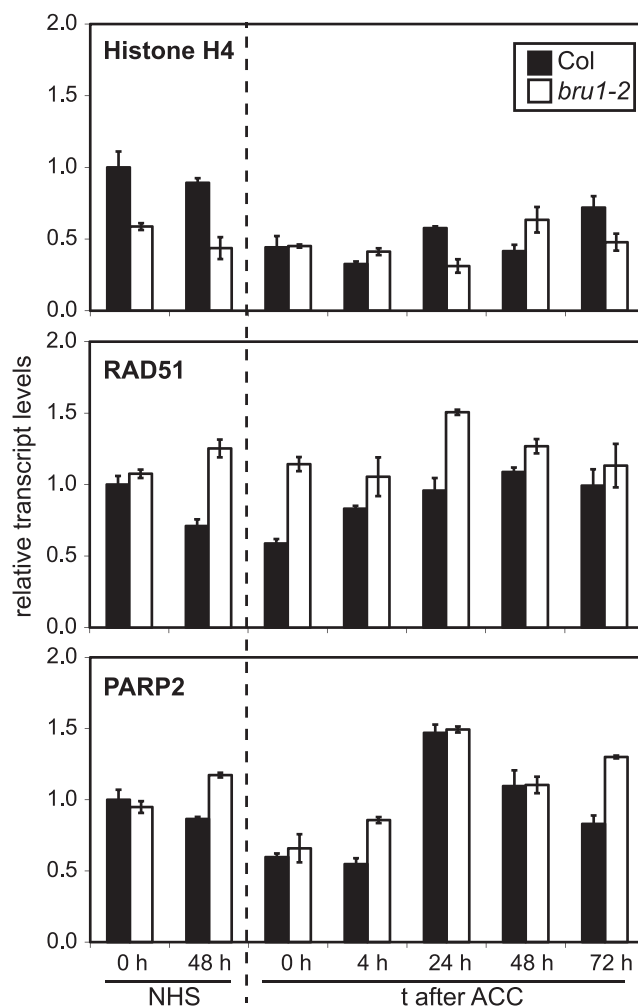 relative transcript levels
Histone H4
Col
bru1-2
2.0
1.5
1.0
0.5
0.0
RAD51
2.0
1.5
1.0
0.5
0.0
PARP2
2.0
1.5
1.0
0.5
0.0
0 h 48 h 0 h 4 h 24 h 48 h 72 h
NHS t after ACC